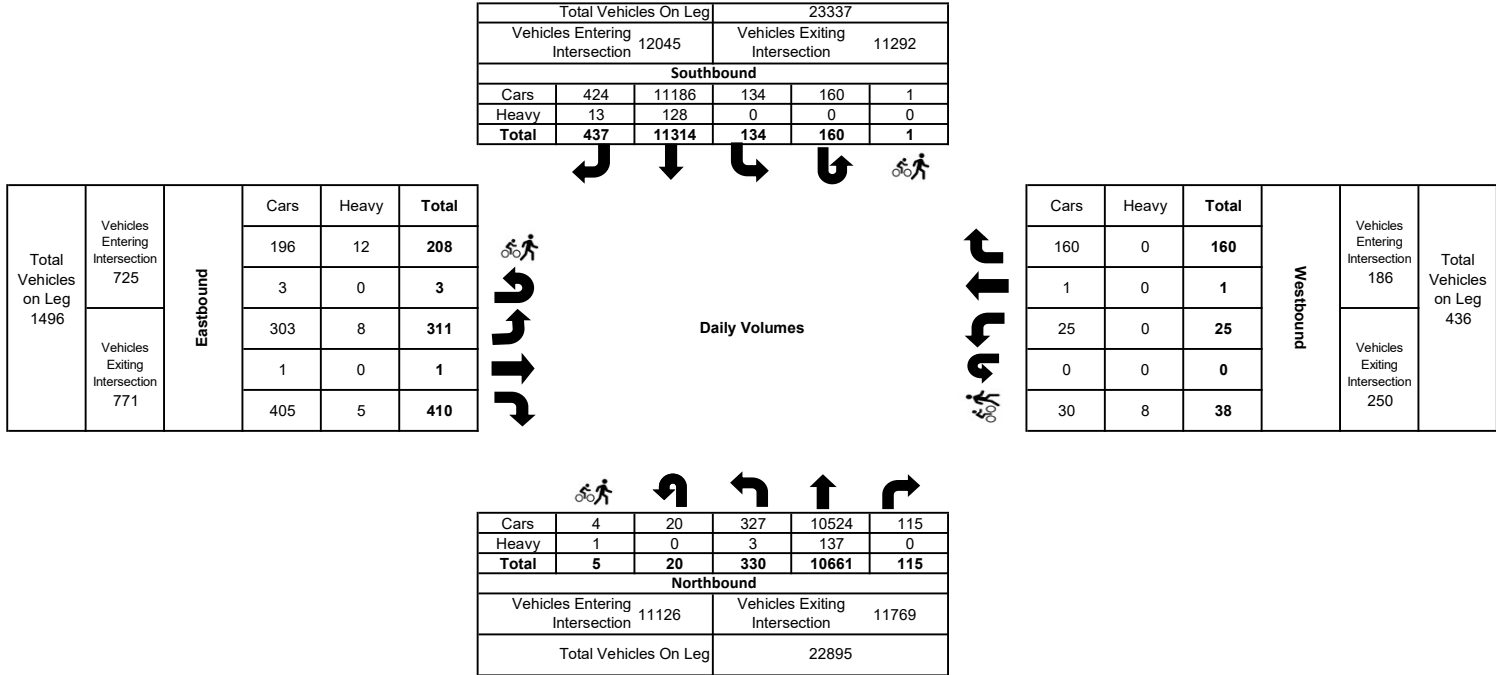 Total Vehicles On Leg 23337
Vehicles Entering Intersection 12045 Vehicles Exiting Intersection 11292
Southbound
Cars 424 11186 134 160 1
Heavy 13 128 0 0 0
Total 437 11314 134 160 1
Total Vehicles on Leg 1496
Vehicles Entering Intersection 725
Vehicles Exiting Intersection 771
Eastbound
Cars Heavy Total
196 12 208
3 0 3
303 8 311
1 0 1
405 5 410
Daily Volumes
Cars Heavy Total
160 0 160
1 0 1
25 0 25
0 0 0
30 8 38
Westbound
Vehicles Entering Intersection 186
Vehicles Exiting Intersection 250
Total Vehicles on Leg 436
Cars 4 20 327 10524 115
Heavy 1 0 3 137 0
Total 5 20 330 10661 115
Northbound
Vehicles Entering Intersection 11126 Vehicles Exiting Intersection 11769
Total Vehicles On Leg 22895